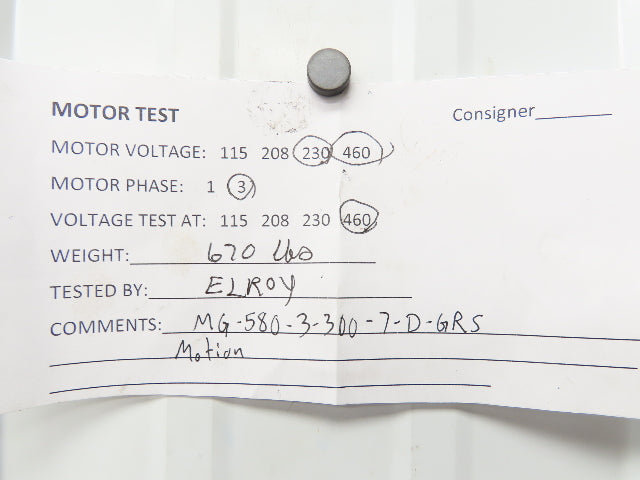 MOTOR TEST
Consigner
MOTOR VOLTAGE: 115 208 230 460
MOTOR PHASE: 1 3
VOLTAGE TEST AT: 115 208 230 460
WEIGHT: 670 lbs
TESTED BY: ELROY
COMMENTS: MG-580-3-300-7-D-GRS
Motion